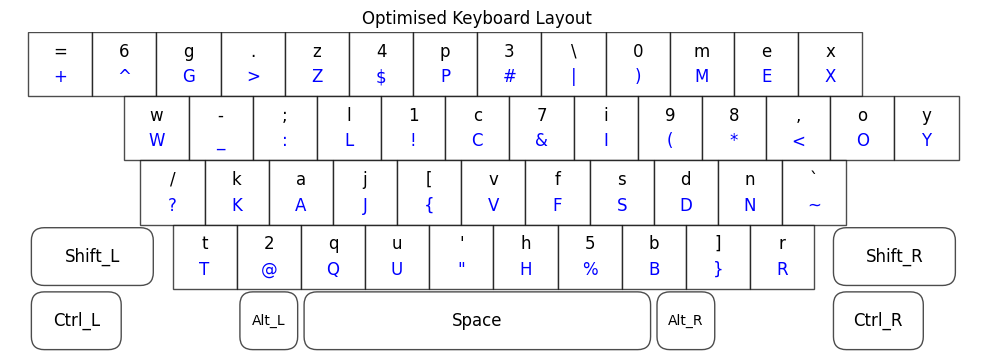 Optimised Keyboard Layout
= 6 g . z 4 p 3 \ 0 m e x
+ ^ G > Z $ P # | ) M E X
w - ; l 1 c 7 i 9 8 , o y
W _ : L ! C & I ( * < O Y
/ k a j [ v f s d n `
? K A J { V F S D N ~
t 2 q u ' h 5 b ] r
Shift_L T @ Q U " H % B } R Shift_R
Ctrl_L Alt_L Space Alt_R Ctrl_R